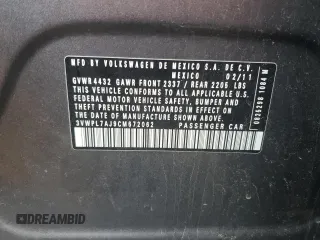 MFD BY VOLKSWAGEN DE MEXICO S.A. DE C.V.
MEXICO 02/11
GVWR 4432 GAWR FRONT 2337 / REAR 2205 LBS
THIS VEHICLE CONFORMS TO ALL APPLICABLE
FEDERAL MOTOR VEHICLE SAFETY, BUMPER AND
THEFT PREVENTION STANDARDS IN EFFECT ON
THE DATE OF MANUFACTURE SHOWN ABOVE.
3VWPL7AJ9CM672062 PASSENGER CAR
1084 M
DREAMBID